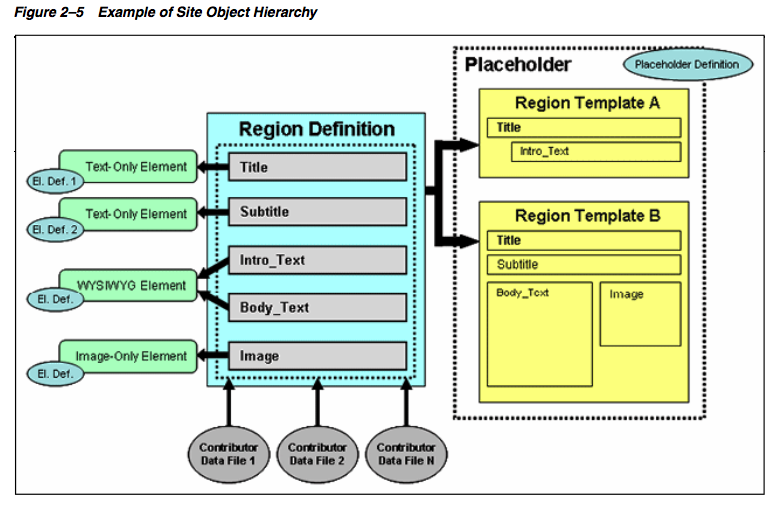 Figure 2–5 Example of Site Object Hierarchy
Placeholder
Placeholder Definition
Region Definition
Title
Subtitle
Intro_Text
Body_Text
Image
Text-Only Element
El. Def. 1
Text-Only Element
El. Def. 2
WYSIWYG Element
El. Def.
Image-Only Element
El. Def.
Region Template A
Title
Intro_Text
Region Template B
Title
Subtitle
Body_Text
Image
Contributor
Data File 1
Contributor
Data File 2
Contributor
Data File N